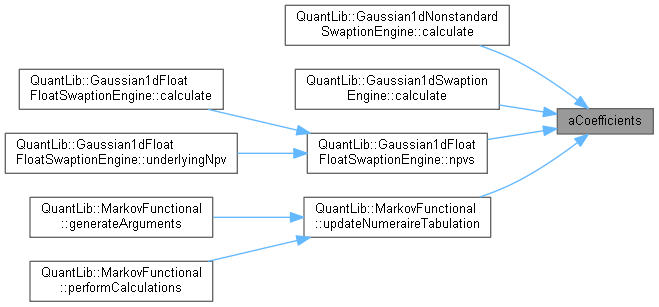 QuantLib::Gaussian1dNonstandard
SwaptionEngine::calculate
QuantLib::Gaussian1dFloat
FloatSwaptionEngine::calculate
QuantLib::Gaussian1dSwaption
Engine::calculate
aCoefficients
QuantLib::Gaussian1dFloat
FloatSwaptionEngine::underlyingNpv
QuantLib::Gaussian1dFloat
FloatSwaptionEngine::npvs
QuantLib::MarkovFunctional
::generateArguments
QuantLib::MarkovFunctional
::updateNumeraireTabulation
QuantLib::MarkovFunctional
::performCalculations